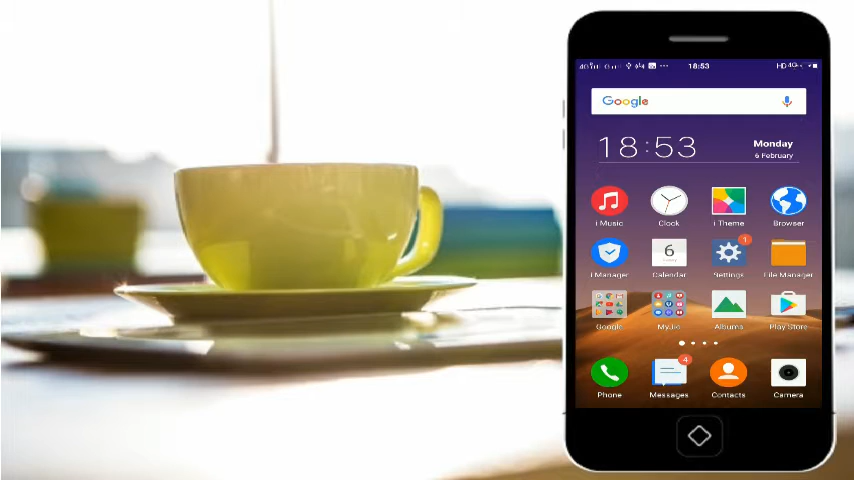 18:53
Google
18:53
Monday
6 February
i Music Clock i Theme Browser
6
1
i Manager Calendar Settings File Manager
Google MyJio Albums Play Store
4
Phone Messages Contacts Camera